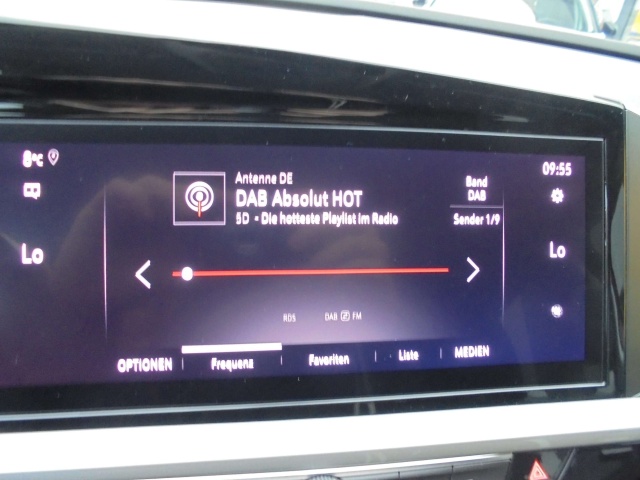 8°C
09:55
Antenne DE
DAB Absolut HOT
5D - Die hotteste Playlist im Radio
Band
DAB
Sender 1/9
Lo
Lo
RDS DAB FM
OPTIONEN Frequenz Favoriten Liste MEDIEN